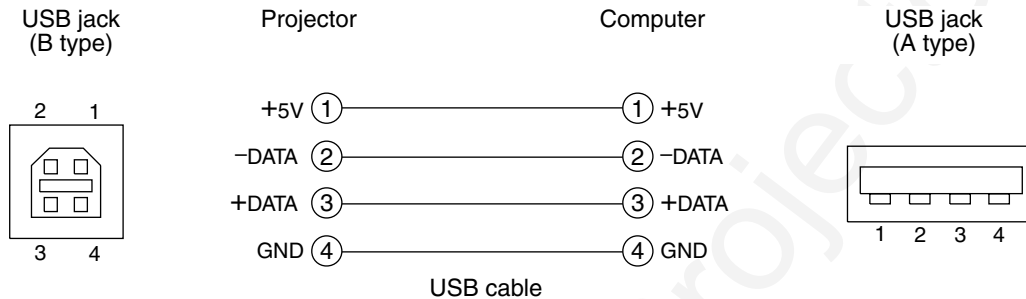 USB jack
(B type)
Projector
Computer
USB jack
(A type)
2 1
3 4
+5V 1 1 +5V
−DATA 2 2 −DATA
+DATA 3 3 +DATA
GND 4 4 GND
USB cable
1 2 3 4